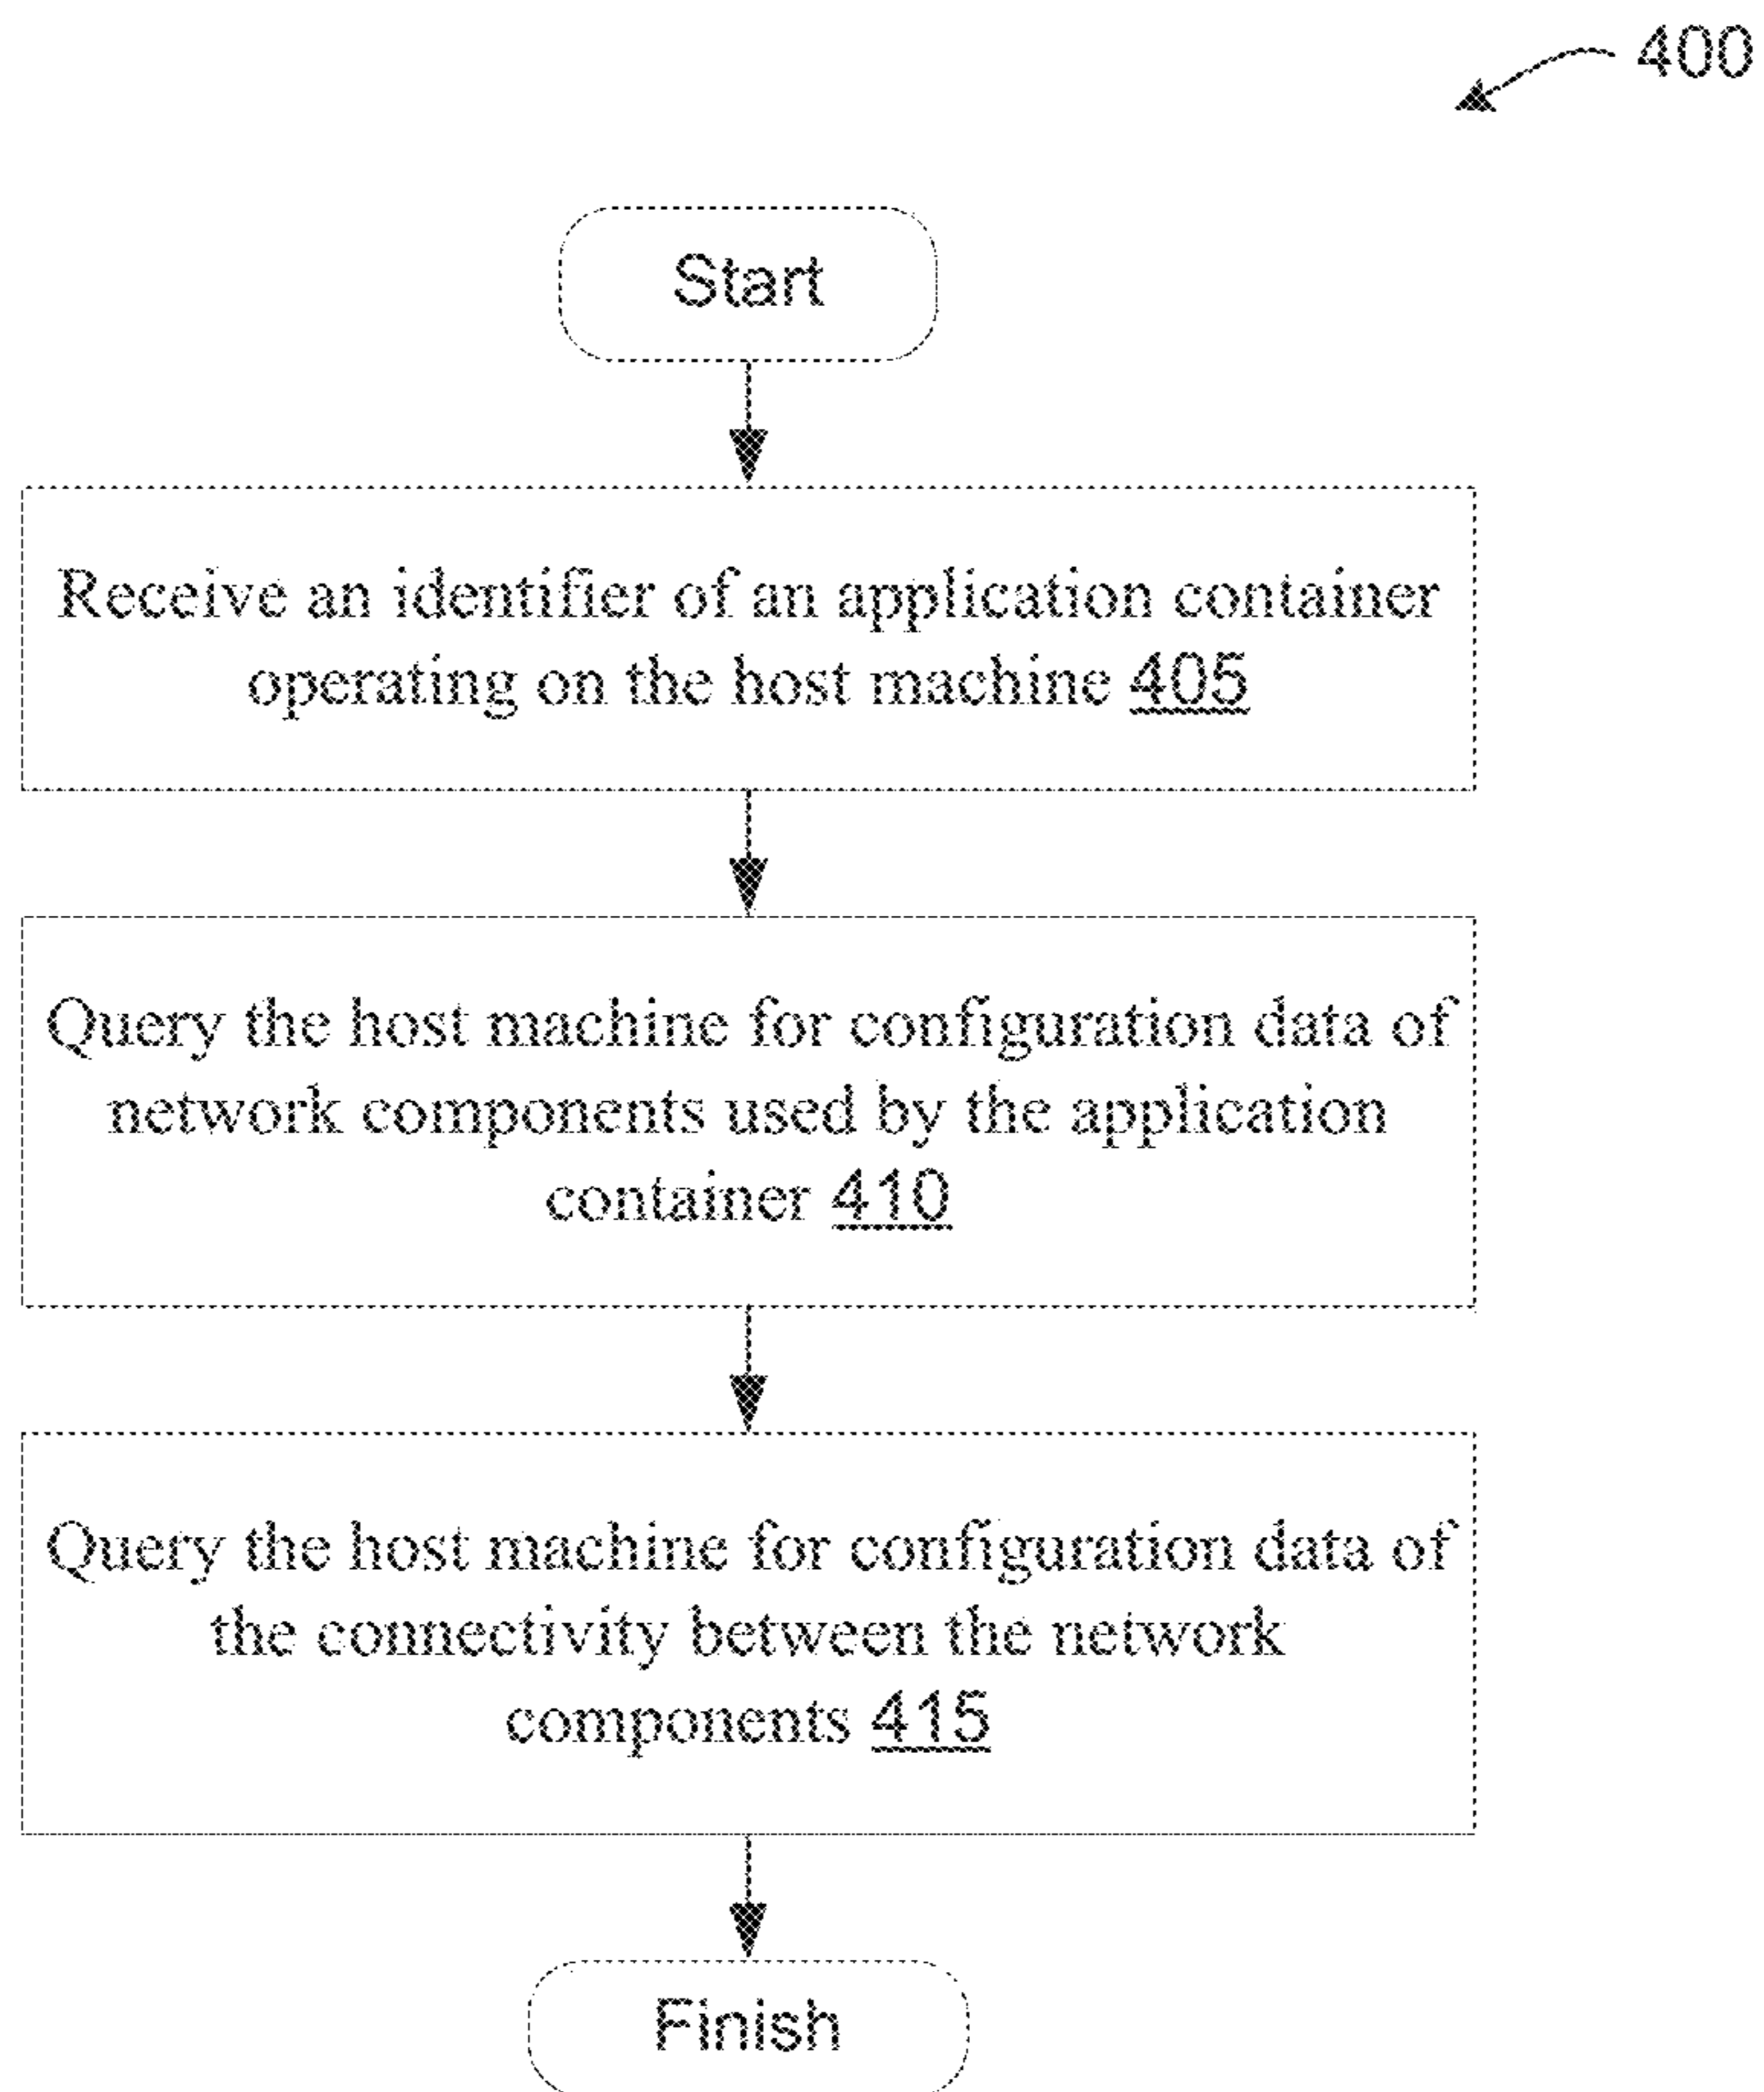 400
Start
Receive an identifier of an application container
operating on the host machine 405
Query the host machine for configuration data of
network components used by the application
container 410
Query the host machine for configuration data of
the connectivity between the network
components 415
Finish